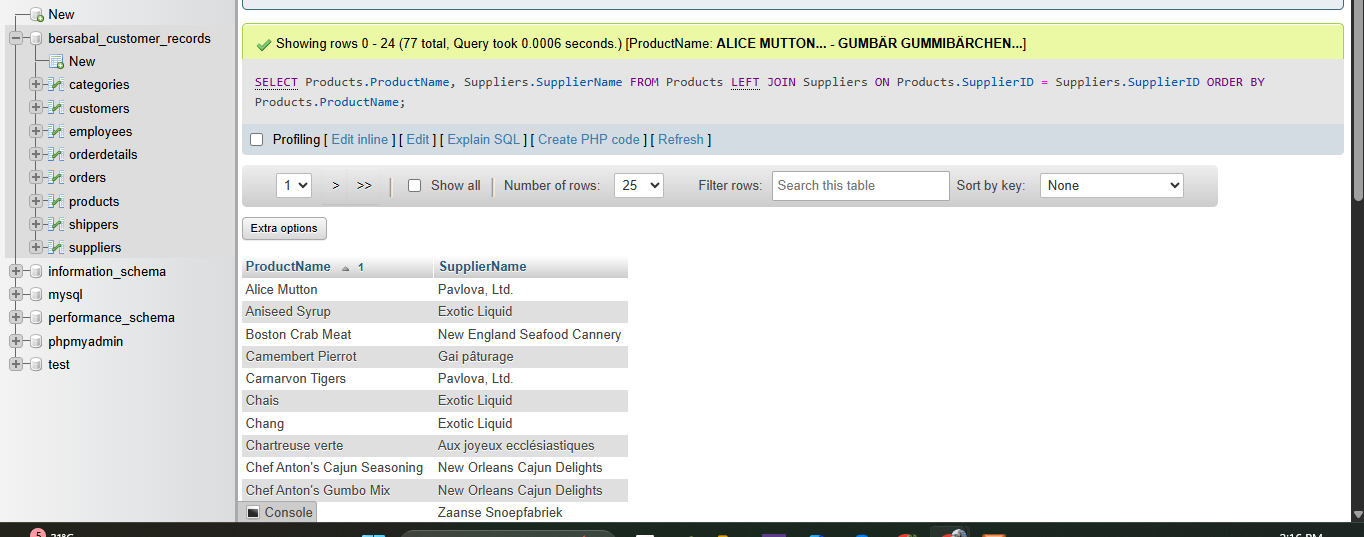 New
bersabal_customer_records
New
categories
customers
employees
orderdetails
orders
products
shippers
suppliers
information_schema
mysql
performance_schema
phpmyadmin
test
Showing rows 0 - 24 (77 total, Query took 0.0006 seconds.) [ProductName: ALICE MUTTON... - GUMBÄR GUMMIBÄRCHEN...]
SELECT Products.ProductName, Suppliers.SupplierName FROM Products LEFT JOIN Suppliers ON Products.SupplierID = Suppliers.SupplierID ORDER BY
Products.ProductName;
Profiling [ Edit inline ] [ Edit ] [ Explain SQL ] [ Create PHP code ] [ Refresh ]
1 > >> | Show all | Number of rows: 25 Filter rows: Search this table Sort by key: None
Extra options
ProductName 1 SupplierName
Alice Mutton Pavlova, Ltd.
Aniseed Syrup Exotic Liquid
Boston Crab Meat New England Seafood Cannery
Camembert Pierrot Gai pâturage
Carnarvon Tigers Pavlova, Ltd.
Chais Exotic Liquid
Chang Exotic Liquid
Chartreuse verte Aux joyeux ecclésiastiques
Chef Anton's Cajun Seasoning New Orleans Cajun Delights
Chef Anton's Gumbo Mix New Orleans Cajun Delights
Console Zaanse Snoepfabriek
5